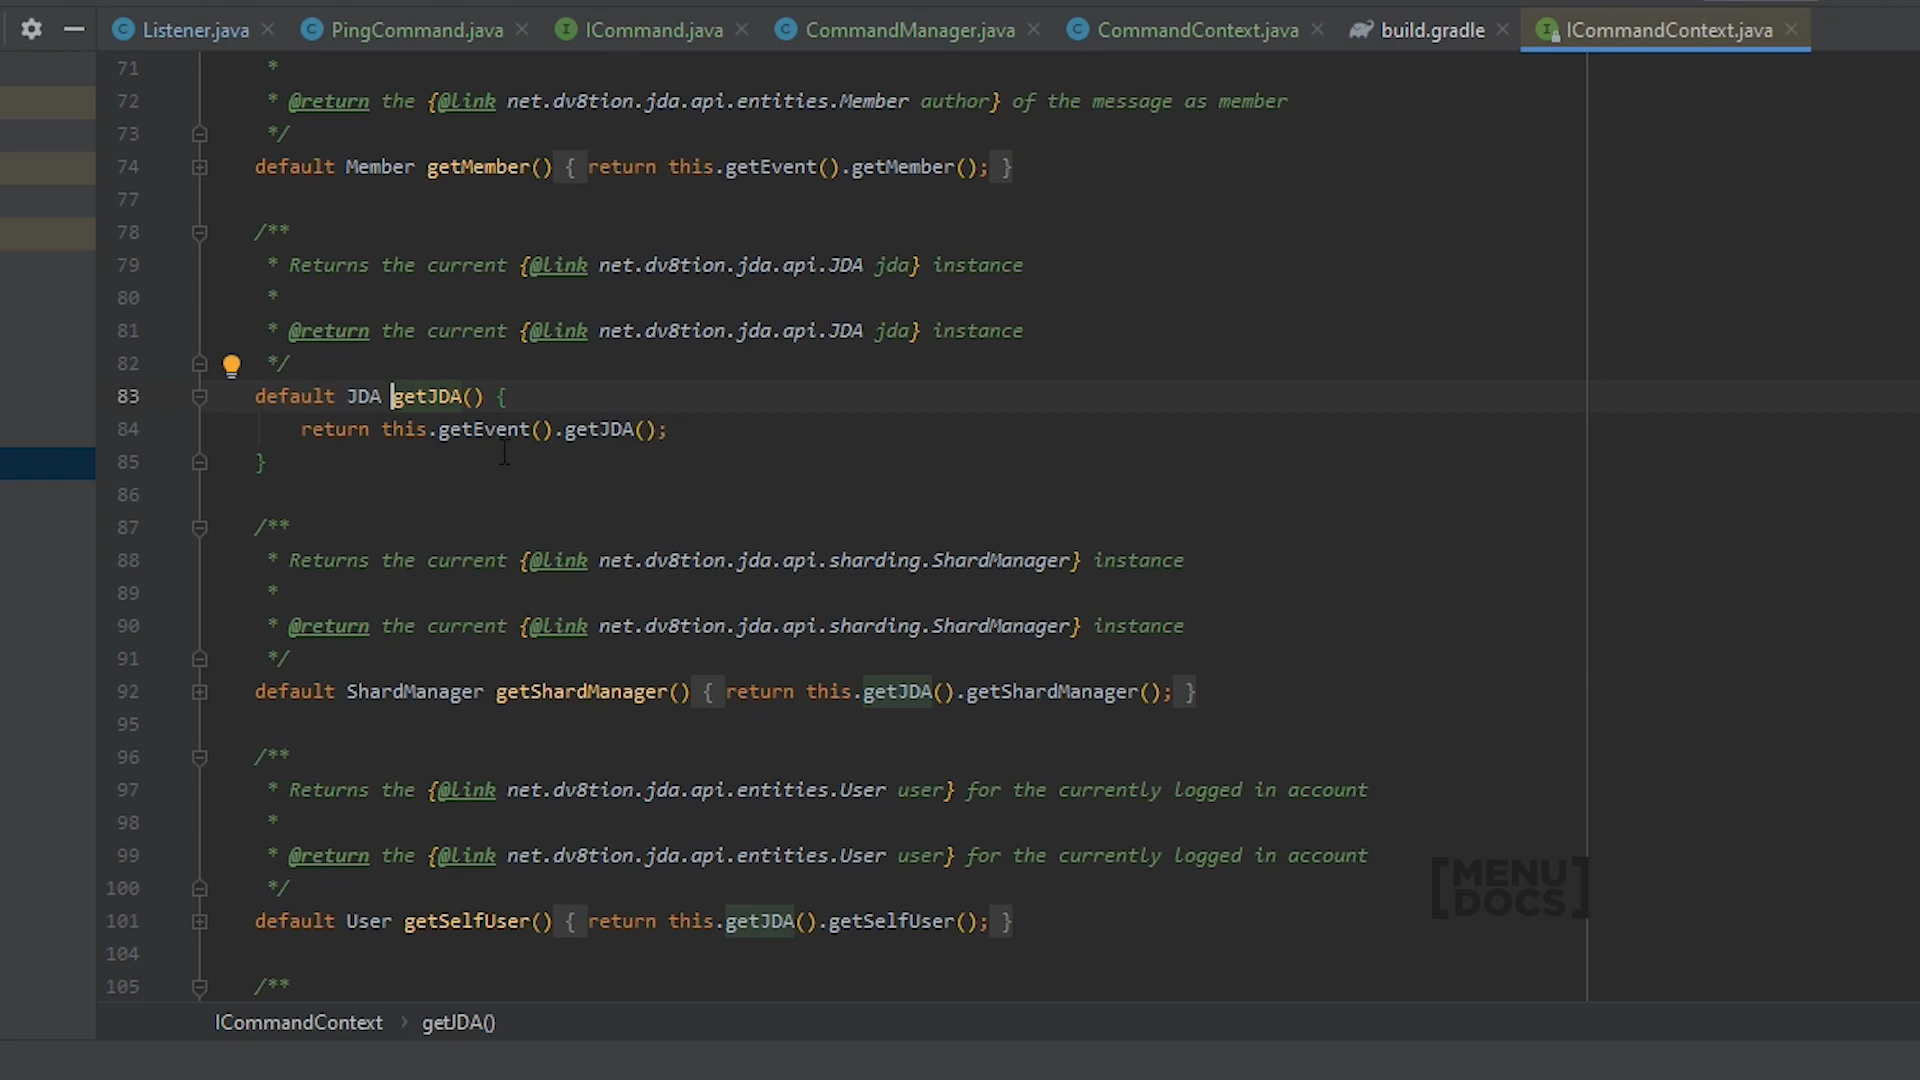 Listener.java PingCommand.java ICommand.java CommandManager.java CommandContext.java build.gradle ICommandContext.java
71 *
72 * @return the {@link net.dv8tion.jda.api.entities.Member author} of the message as member
73 */
74 default Member getMember() { return this.getEvent().getMember(); }
77
78 /**
79 * Returns the current {@link net.dv8tion.jda.api.JDA jda} instance
80 *
81 * @return the current {@link net.dv8tion.jda.api.JDA jda} instance
82 */
83 default JDA getJDA() {
84 return this.getEvent().getJDA();
85 }
86
87 /**
88 * Returns the current {@link net.dv8tion.jda.api.sharding.ShardManager} instance
89 *
90 * @return the current {@link net.dv8tion.jda.api.sharding.ShardManager} instance
91 */
92 default ShardManager getShardManager() { return this.getJDA().getShardManager(); }
95
96 /**
97 * Returns the {@link net.dv8tion.jda.api.entities.User user} for the currently logged in account
98 *
99 * @return the {@link net.dv8tion.jda.api.entities.User user} for the currently logged in account
100 */
101 default User getSelfUser() { return this.getJDA().getSelfUser(); }
104
105 /**
[MENU
DOCS]
ICommandContext › getJDA()